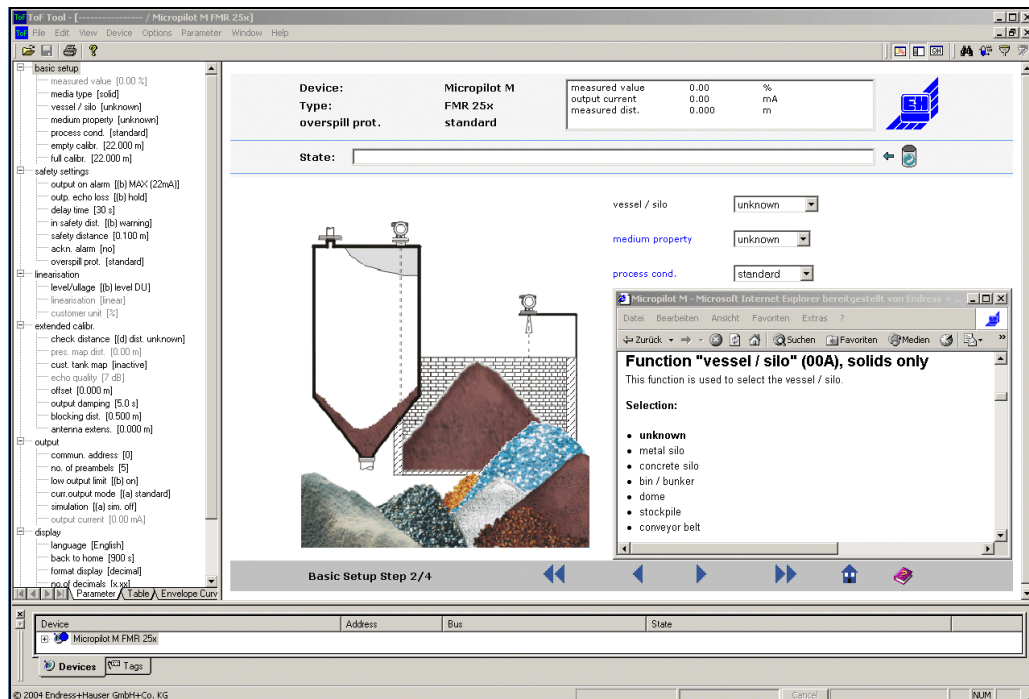 ToF Tool - [---------------- / Micropilot M FMR 25x]
File Edit View Device Options Parameter Window Help
basic setup
measured value [0.00 %]
media type [solid]
vessel / silo [unknown]
medium property [unknown]
process cond. [standard]
empty calibr. [22.000 m]
full calibr. [22.000 m]
safety settings
output on alarm [(b) MAX (22mA)]
outp. echo loss [(b) hold]
delay time [30 s]
in safety dist. [(b) warning]
safety distance [0.100 m]
ackn. alarm [no]
overspill prot. [standard]
linearisation
level/ullage [(b) level DU]
linearisation [linear]
customer unit [%]
extended calibr.
check distance [(d) dist. unknown]
pres. map dist. [0.00 m]
cust. tank map [inactive]
echo quality [7 dB]
offset [0.000 m]
output damping [5.0 s]
blocking dist. [0.500 m]
antenna extens. [0.000 m]
output
commun. address [0]
no. of preambels [5]
low output limit [(b) on]
curr.output mode [(a) standard]
simulation [(a) sim. off]
output current [0.00 mA]
display
language [English]
back to home [900 s]
format display [decimal]
no.of decimals [x.xx]
Parameter Table Envelope Curv
Device: Micropilot M
Type: FMR 25x
overspill prot. standard
measured value 0.00 %
output current 0.00 mA
measured dist. 0.000 m
EH
State:
vessel / silo unknown
medium property unknown
process cond. standard
Micropilot M - Microsoft Internet Explorer bereitgestellt von Endress + ...
Datei Bearbeiten Ansicht Favoriten Extras ?
Zurück Suchen Favoriten Medien
Function "vessel / silo" (00A), solids only
This function is used to select the vessel / silo.
Selection:
• unknown
• metal silo
• concrete silo
• bin / bunker
• dome
• stockpile
• conveyor belt
Basic Setup Step 2/4
Device Address Bus State
Micropilot M FMR 25x
Devices Tags
© 2004 Endress+Hauser GmbH+Co. KG Cancel NUM